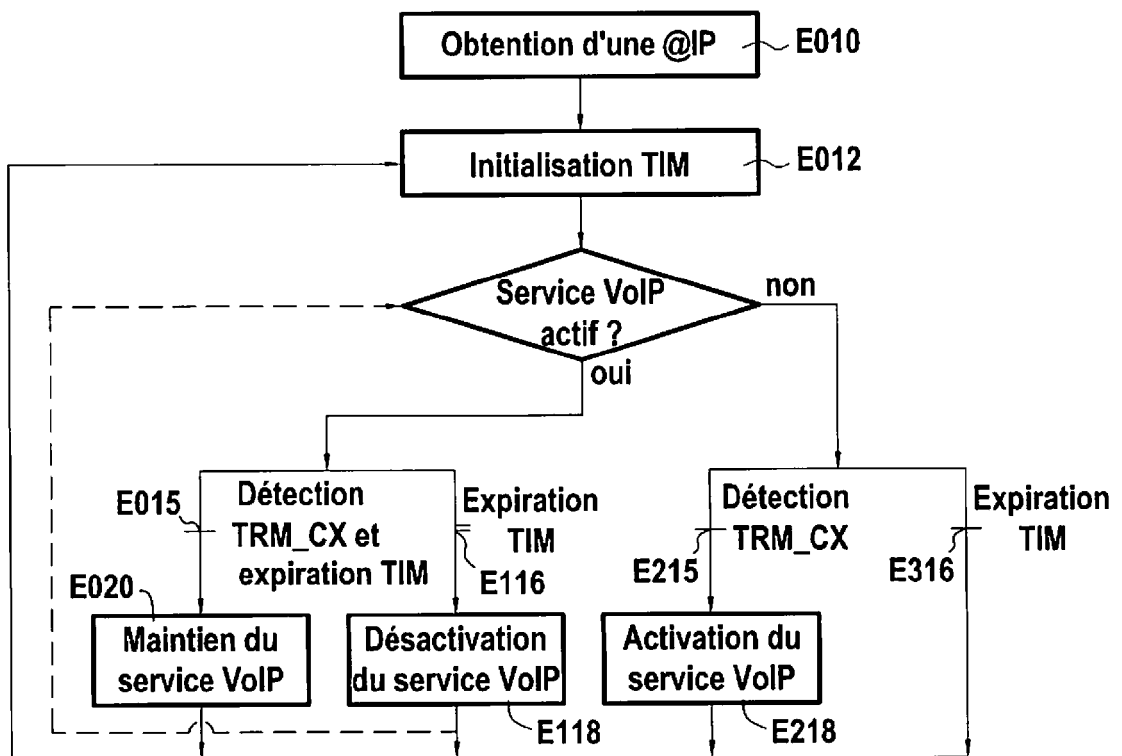 Obtention d'une @IP
E010
Initialisation TIM
E012
Service VoIP
actif ?
non
oui
E015
Détection
TRM_CX et
expiration TIM
Expiration
TIM
E116
Détection
TRM_CX
E215
Expiration
TIM
E316
E020
Maintien du
service VoIP
Désactivation
du service VoIP
E118
Activation du
service VoIP
E218